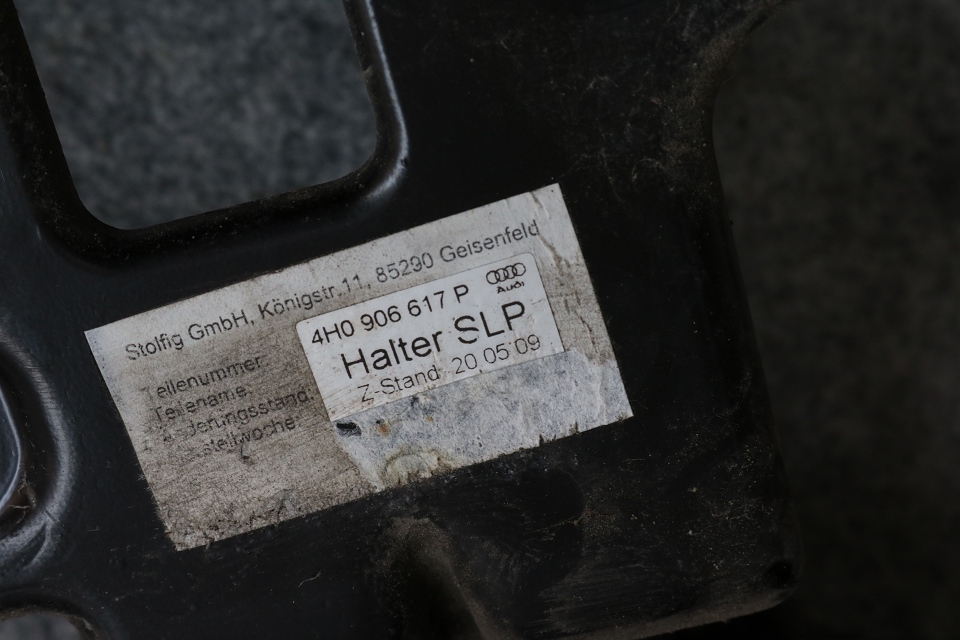 Stolfig GmbH, Königstr.11, 85290 Geisenfeld
4H0 906 617 P
Audi
Halter SLP
Z-Stand 20 05 09
Teilenummer
Teilename